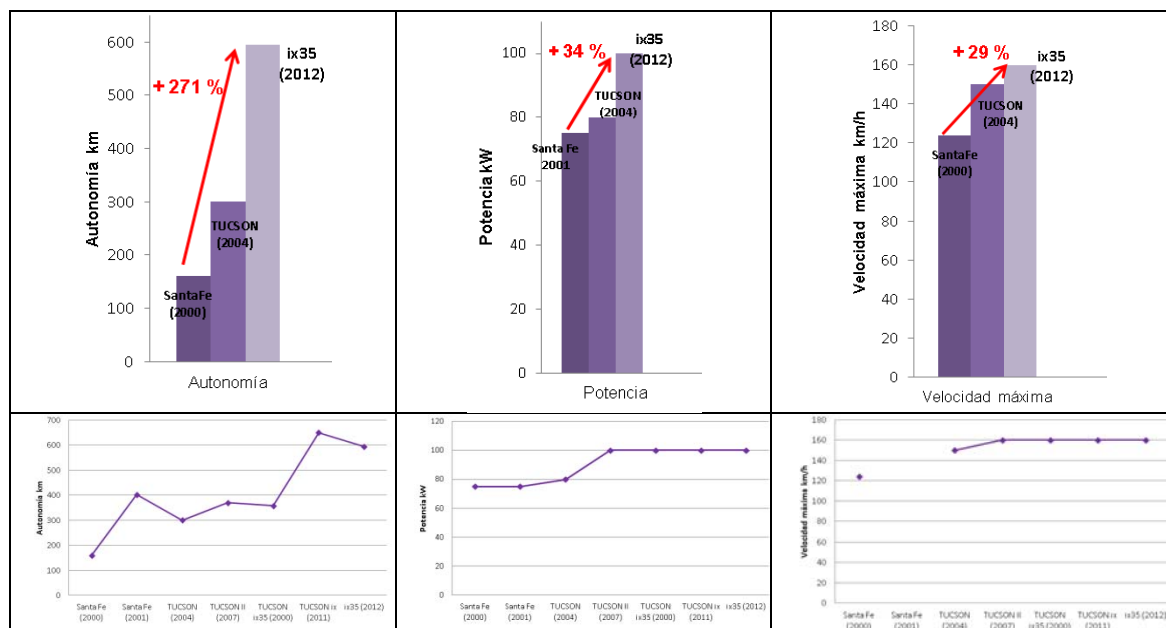 600
500
400
300
200
100
0
Autonomía km
+ 271 %
ix35
(2012)
TUCSON
(2004)
SantaFe
(2000)
Autonomía
100
80
60
40
20
0
Potencia kW
+ 34 %
ix35
(2012)
TUCSON
(2004)
Santa Fe
2001
Potencia
180
160
140
120
100
80
60
40
20
0
Velocidad máxima km/h
+ 29 %
ix35
(2012)
TUCSON
(2004)
SantaFe
(2000)
Velocidad máxima
700
600
500
400
300
200
100
0
Autonomía km
Santa Fe (2000)
Santa Fe (2001)
TUCSON (2004)
TUCSON II (2007)
TUCSON ix35 (2000)
TUCSON ix (2011)
ix35 (2012)
120
100
80
60
40
20
0
Potencia kW
Santa Fe (2000)
Santa Fe (2001)
TUCSON (2004)
TUCSON II (2007)
TUCSON ix35 (2000)
TUCSON ix (2011)
ix35 (2012)
180
160
140
120
100
80
60
40
20
0
Velocidad máxima km/h
Santa Fe (2000)
Santa Fe (2001)
TUCSON (2004)
TUCSON II (2007)
TUCSON ix35 (2000)
TUCSON ix (2011)
ix35 (2012)